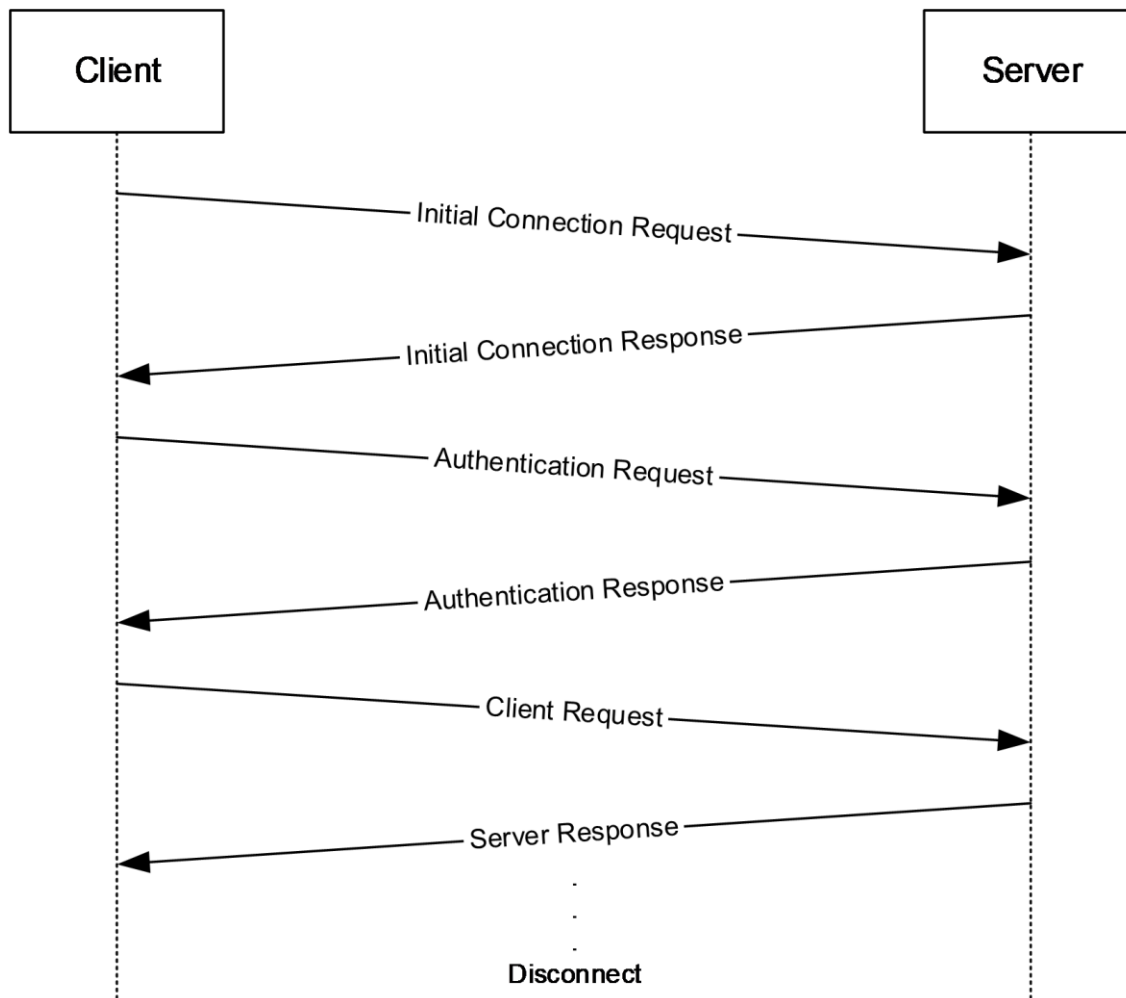 Client
Server
Initial Connection Request
Initial Connection Response
Authentication Request
Authentication Response
Client Request
Server Response
.
.
.
Disconnect